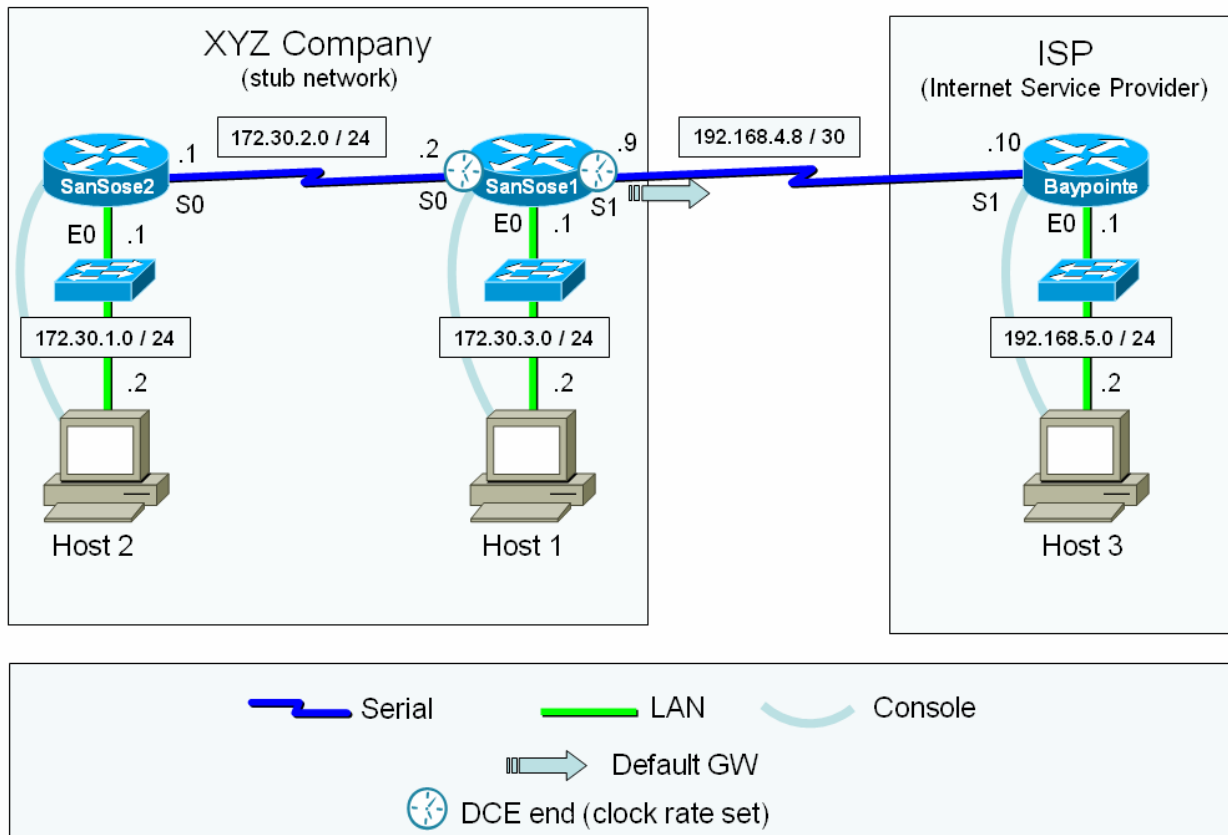 XYZ Company
(stub network)
ISP
(Internet Service Provider)
172.30.2.0 / 24
192.168.4.8 / 30
.1
.2
.9
.10
SanSose2
SanSose1
Baypointe
S0
S0
S1
S1
E0
.1
E0
.1
E0
.1
172.30.1.0 / 24
172.30.3.0 / 24
192.168.5.0 / 24
.2
.2
.2
Host 2
Host 1
Host 3
Serial
LAN
Console
Default GW
DCE end (clock rate set)